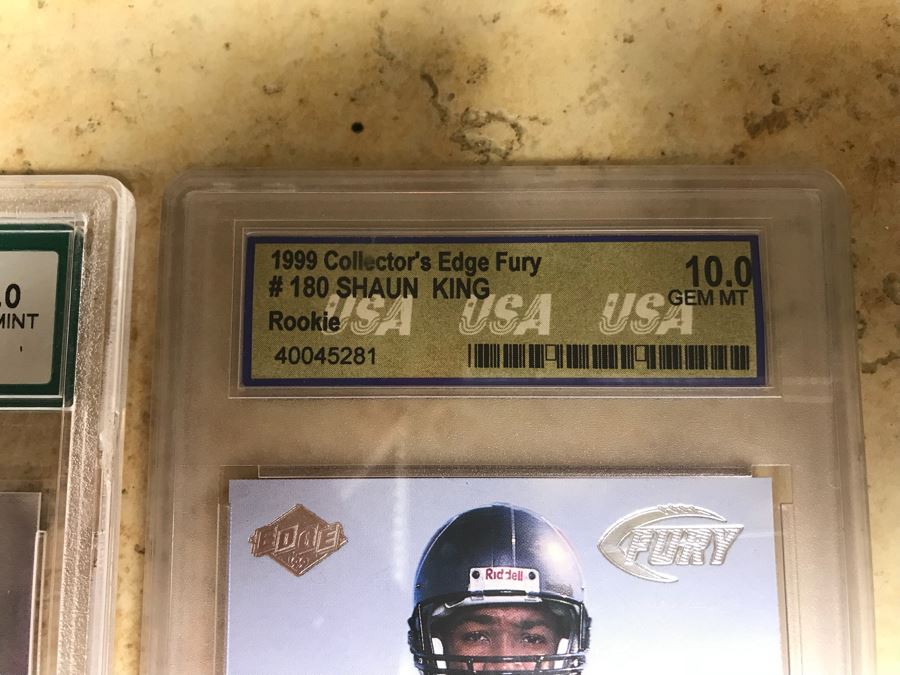 1999 Collector's Edge Fury
10.0
# 180 SHAUN KING
GEM MT
USA USA USA
Rookie
40045281
.0
MINT
EDGE
FURY
Riddell